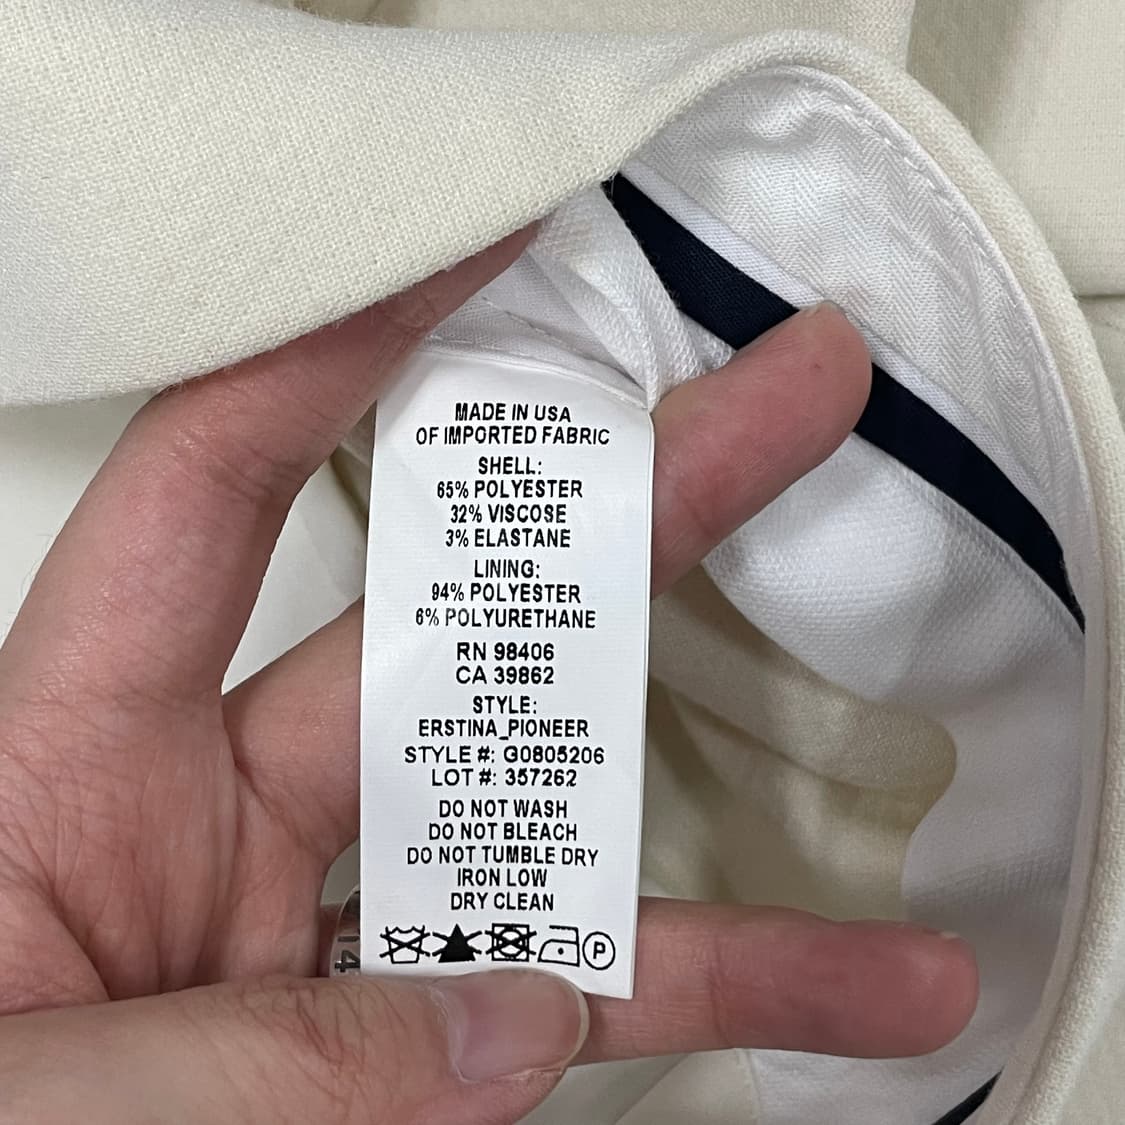 MADE IN USA
OF IMPORTED FABRIC
SHELL:
65% POLYESTER
32% VISCOSE
3% ELASTANE
LINING:
94% POLYESTER
6% POLYURETHANE
RN 98406
CA 39862
STYLE:
ERSTINA_PIONEER
STYLE #: G0805206
LOT #: 357262
DO NOT WASH
DO NOT BLEACH
DO NOT TUMBLE DRY
IRON LOW
DRY CLEAN
P
14